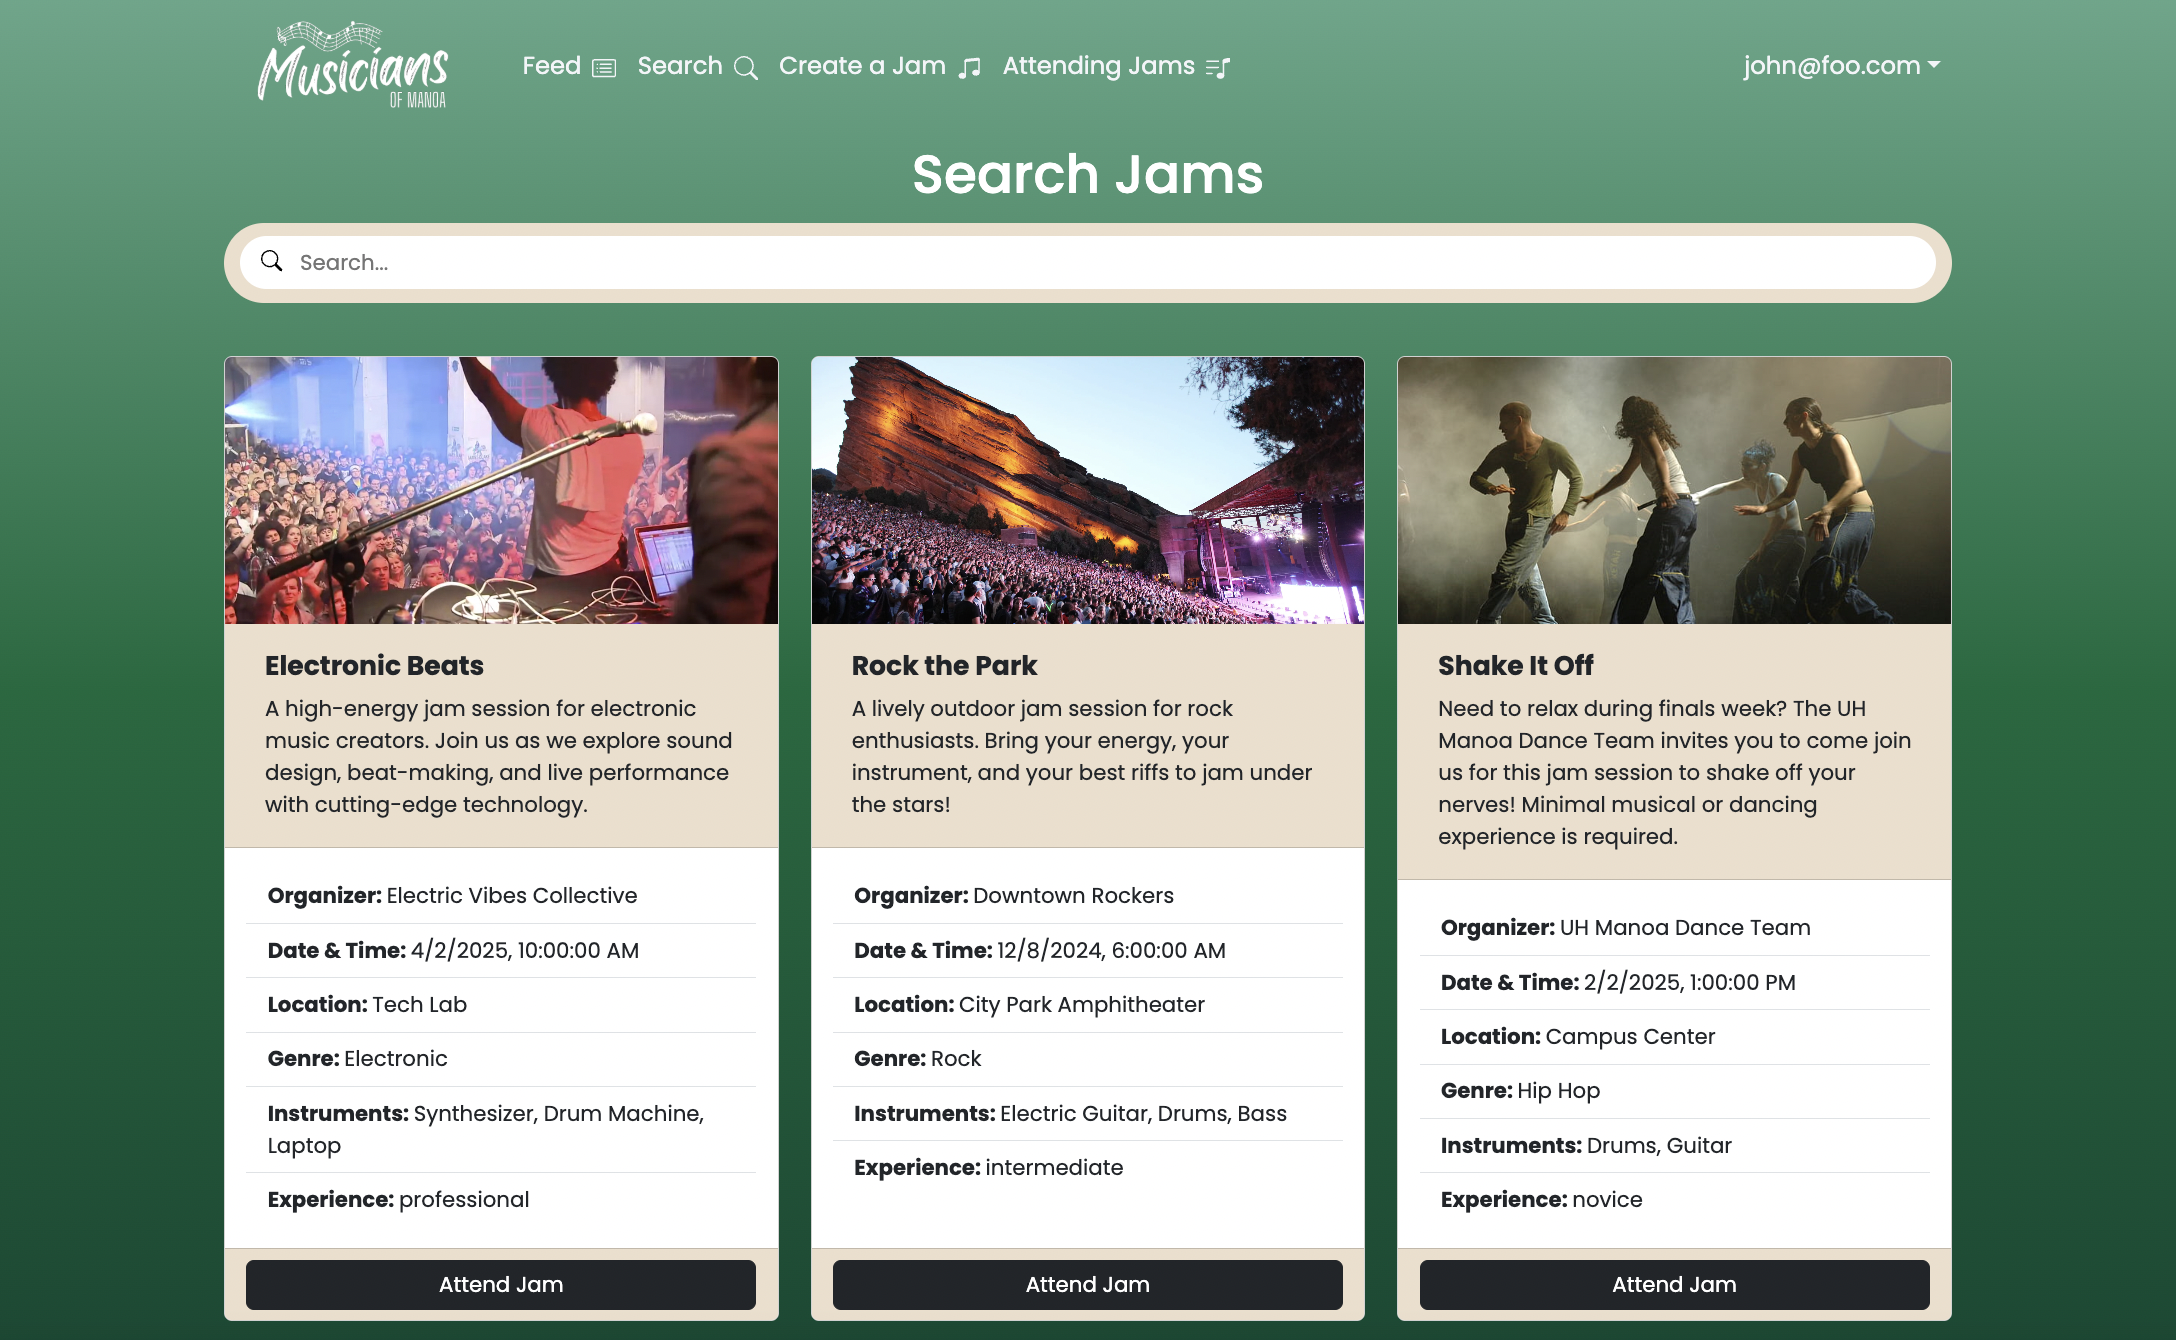 Musicians
OF MANOA
Feed
Search
Create a Jam
Attending Jams
john@foo.com
Search Jams
Search...
Electronic Beats
A high-energy jam session for electronic
music creators. Join us as we explore sound
design, beat-making, and live performance
with cutting-edge technology.
Organizer: Electric Vibes Collective
Date & Time: 4/2/2025, 10:00:00 AM
Location: Tech Lab
Genre: Electronic
Instruments: Synthesizer, Drum Machine,
Laptop
Experience: professional
Attend Jam
Rock the Park
A lively outdoor jam session for rock
enthusiasts. Bring your energy, your
instrument, and your best riffs to jam under
the stars!
Organizer: Downtown Rockers
Date & Time: 12/8/2024, 6:00:00 AM
Location: City Park Amphitheater
Genre: Rock
Instruments: Electric Guitar, Drums, Bass
Experience: intermediate
Attend Jam
Shake It Off
Need to relax during finals week? The UH
Manoa Dance Team invites you to come join
us for this jam session to shake off your
nerves! Minimal musical or dancing
experience is required.
Organizer: UH Manoa Dance Team
Date & Time: 2/2/2025, 1:00:00 PM
Location: Campus Center
Genre: Hip Hop
Instruments: Drums, Guitar
Experience: novice
Attend Jam